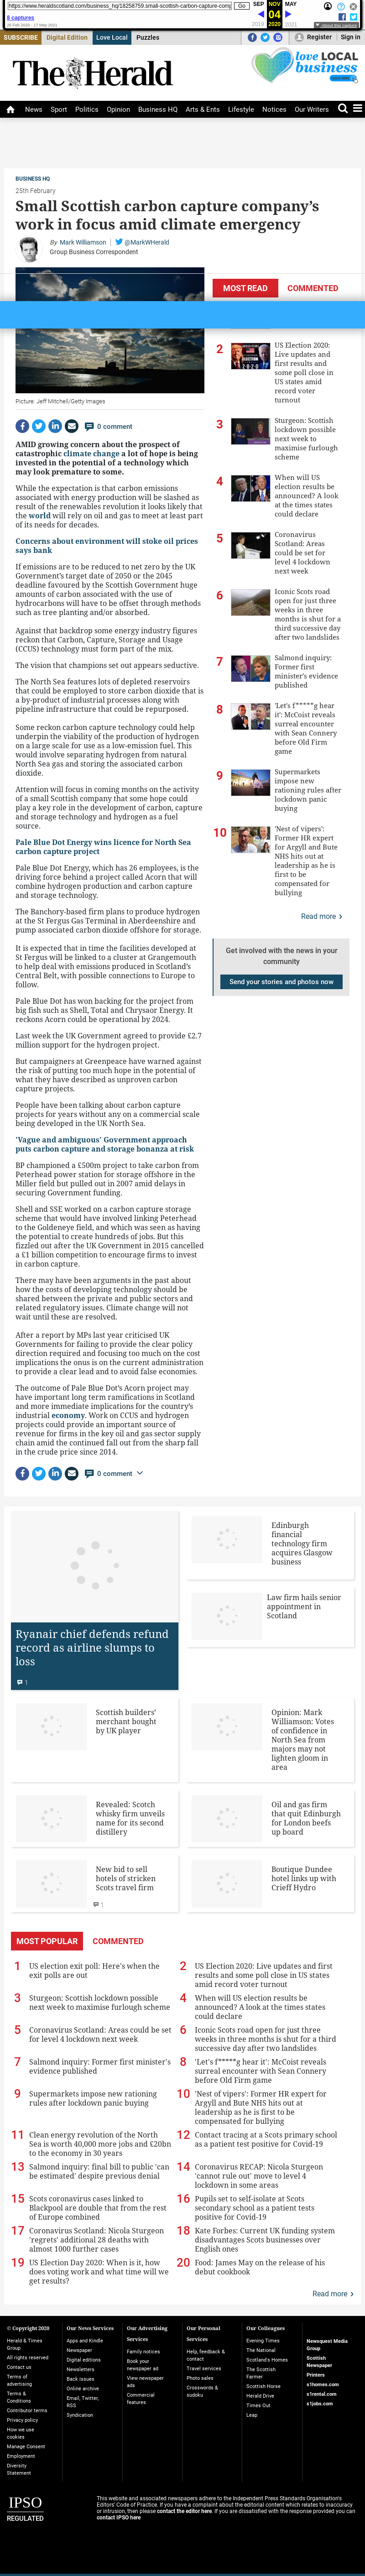 https://www.heraldscotland.com/business_hq/18258759.small-scottish-carbon-capture-comp
Go
SEP NOV MAY
8 captures
04
25 Feb 2020 - 17 May 2021
2019 2020 2021
About this capture
SUBSCRIBE Digital Edition Love Local Puzzles
Register Sign in
The Herald
love LOCAL
business
News Sport Politics Opinion Business HQ Arts & Ents Lifestyle Notices Our Writers
BUSINESS HQ
25th February
Small Scottish carbon capture company's
work in focus amid climate emergency
By Mark Williamson @MarkWHerald
Group Business Correspondent
Picture: Jeff Mitchell/Getty Images
0 comment
AMID growing concern about the prospect of
catastrophic climate change a lot of hope is being
invested in the potential of a technology which
may look premature to some.
While the expectation is that carbon emissions
associated with energy production will be slashed as
result of the renewables revolution it looks likely that
the world will rely on oil and gas to meet at least part
of its needs for decades.
Concerns about environment will stoke oil prices
says bank
If emissions are to be reduced to net zero by the UK
Government's target date of 2050 or the 2045
deadline favoured by the Scottish Government huge
amounts of carbon associated with the use of
hydrocarbons will have to be offset through methods
such as tree planting and/or absorbed.
Against that backdrop some energy industry figures
reckon that Carbon, Capture, Storage and Usage
(CCUS) technology must form part of the mix.
The vision that champions set out appears seductive.
The North Sea features lots of depleted reservoirs
that could be employed to store carbon dioxide that is
a by-product of industrial processes along with
pipeline infrastructure that could be repurposed.
Some reckon carbon capture technology could help
underpin the viability of the production of hydrogen
on a large scale for use as a low-emission fuel. This
would involve making hydrogen from natural North
Sea gas and storing the associated carbon
dioxide.
Attention will focus in coming months on the activity
of a small Scottish company that some hope could
play a key role in the development of carbon, capture
and storage technology and hydrogen as a fuel
source.
Pale Blue Dot Energy wins licence for North Sea
carbon capture project
Pale Blue Dot Energy, which has 20 employees, is the
driving force behind a project called Acorn that will
combine hydrogen production and carbon capture
and storage technology.
The Banchory-based firm plans to produce hydrogen
at the St Fergus Gas Terminal in Aberdeenshire and
pump associated carbon dioxide offshore for storage.
It is expected that in time the facilities developed at
St Fergus will be linked to a cluster at Grangemouth
to help deal with emissions produced in Scotland's
Central Belt, with possible connections to Europe to
follow.
Pale Blue Dot has won backing for the project from
big fish such as Shell, Total and Chrysaor Energy. It
reckons Acorn could be operational by 2024.
Last week the UK Government agreed to provide £2.7
million support for the hydrogen project.
But campaigners at Greenpeace have warned against
the risk of putting too much hope in the potential of
what they complain are expensive and unproven
technologies such as carbon capture
projects.
People have been talking about carbon capture
projects for years without any on a commercial scale
being developed in the UK North Sea.
'Vague and ambiguous' Government approach
puts carbon capture and storage bonanza at risk
BP championed a £500m project to take carbon from
Peterhead power station for storage offshore in the
Miller field but pulled out in 2007 amid delays in
securing Government funding.
Shell and SSE worked on a carbon capture storage
scheme that would have involved linking Peterhead
to the Goldeneye field, and which was seen as having
the potential to create hundreds of jobs. But this
fizzled out after the UK Government in 2015 cancelled
a £1 billion competition to encourage firms to invest
in carbon capture.
There may have been arguments in the past about
how the costs of developing technology should be
shared between the private and public sectors and
related regulatory issues. Climate change will not
wait until these are resolved.
After a report by MPs last year criticised UK
Governments for failing to provide the clear policy
direction required and focusing too much on the cost
implications the onus is on the current administration
to provide a clear lead and to avoid false economies.
The outcome of Pale Blue Dot's Acorn project may
have important long term ramifications in that context
and more immediate implications for the country's
industrial economy. Work on CCUS and hydrogen
projects could provide an important source of
revenue for firms in the key oil and gas sector supply
chain amid the continued fall out from the sharp fall
in the crude price since 2014.
0 comment
MOST READ COMMENTED
2 US Election 2020:
Live updates and
first results and
some poll close in
US states amid
record voter
turnout
3 Sturgeon: Scottish
lockdown possible
next week to
maximise furlough
scheme
4 When will US
election results be
announced? A look
at the times states
could declare
5 Coronavirus
Scotland: Areas
could be set for
level 4 lockdown
next week
6 Iconic Scots road
open for just three
weeks in three
months is shut for a
third successive day
after two landslides
7 Salmond inquiry:
Former first
minister's evidence
published
8 'Let's f*****g hear
it': McCoist reveals
surreal encounter
with Sean Connery
before Old Firm
game
9 Supermarkets
impose new
rationing rules after
lockdown panic
buying
10 'Nest of vipers':
Former HR expert
for Argyll and Bute
NHS hits out at
leadership as he is
first to be
compensated for
bullying
Read more
Get involved with the news in your
community
Send your stories and photos now
Ryanair chief defends refund
record as airline slumps to
loss
1
Edinburgh
financial
technology firm
acquires Glasgow
business
Law firm hails senior
appointment in
Scotland
Scottish builders'
merchant bought
by UK player
Opinion: Mark
Williamson: Votes
of confidence in
North Sea from
majors may not
lighten gloom in
area
Revealed: Scotch
whisky firm unveils
name for its second
distillery
Oil and gas firm
that quit Edinburgh
for London beefs
up board
New bid to sell
hotels of stricken
Scots travel firm
1
Boutique Dundee
hotel links up with
Crieff Hydro
MOST POPULAR COMMENTED
1 US election exit poll: Here's when the
exit polls are out
2 US Election 2020: Live updates and first
results and some poll close in US states
amid record voter turnout
3 Sturgeon: Scottish lockdown possible
next week to maximise furlough scheme
4 When will US election results be
announced? A look at the times states
could declare
5 Coronavirus Scotland: Areas could be set
for level 4 lockdown next week
6 Iconic Scots road open for just three
weeks in three months is shut for a third
successive day after two landslides
7 Salmond inquiry: Former first minister's
evidence published
8 'Let's f*****g hear it': McCoist reveals
surreal encounter with Sean Connery
before Old Firm game
9 Supermarkets impose new rationing
rules after lockdown panic buying
10 'Nest of vipers': Former HR expert for
Argyll and Bute NHS hits out at
leadership as he is first to be
compensated for bullying
11 Clean energy revolution of the North
Sea is worth 40,000 more jobs and £20bn
to the economy in 30 years
12 Contact tracing at a Scots primary school
as a patient test positive for Covid-19
13 Salmond inquiry: final bill to public 'can
be estimated' despite previous denial
14 Coronavirus RECAP: Nicola Sturgeon
'cannot rule out' move to level 4
lockdown in some areas
15 Scots coronavirus cases linked to
Blackpool are double that from the rest
of Europe combined
16 Pupils set to self-isolate at Scots
secondary school as a patient tests
positive for Covid-19
17 Coronavirus Scotland: Nicola Sturgeon
'regrets' additional 28 deaths with
almost 1000 further cases
18 Kate Forbes: Current UK funding system
disadvantages Scots businesses over
English ones
19 US Election Day 2020: When is it, how
does voting work and what time will we
get results?
20 Food: James May on the release of his
debut cookbook
Read more
© Copyright 2020
Herald & Times
Group
All rights reserved
Contact us
Terms of
advertising
Terms &
Conditions
Contributor terms
Privacy policy
How we use
cookies
Manage Consent
Employment
Diversity
Statement
Our News Services
Apps and Kindle
Newspaper
Digital editions
Newsletters
Back issues
Online archive
Email, Twitter,
RSS
Syndication
Our Advertising
Services
Family notices
Book your
newspaper ad
View newspaper
ads
Commercial
features
Our Personal
Services
Help, feedback &
contact
Travel services
Photo sales
Crosswords &
sudoku
Our Colleagues
Evening Times
The National
Scotland's Homes
The Scottish
Farmer
Scottish Horse
Herald Drive
Times Out
Leap
Newsquest Media
Group
Scottish
Newspaper
Printers
s1homes.com
s1rental.com
s1jobs.com
IPSO
REGULATED
This website and associated newspapers adhere to the Independent Press Standards Organisation's
Editors' Code of Practice. If you have a complaint about the editorial content which relates to inaccuracy
or intrusion, then please contact the editor here. If you are dissatisfied with the response provided you can
contact IPSO here